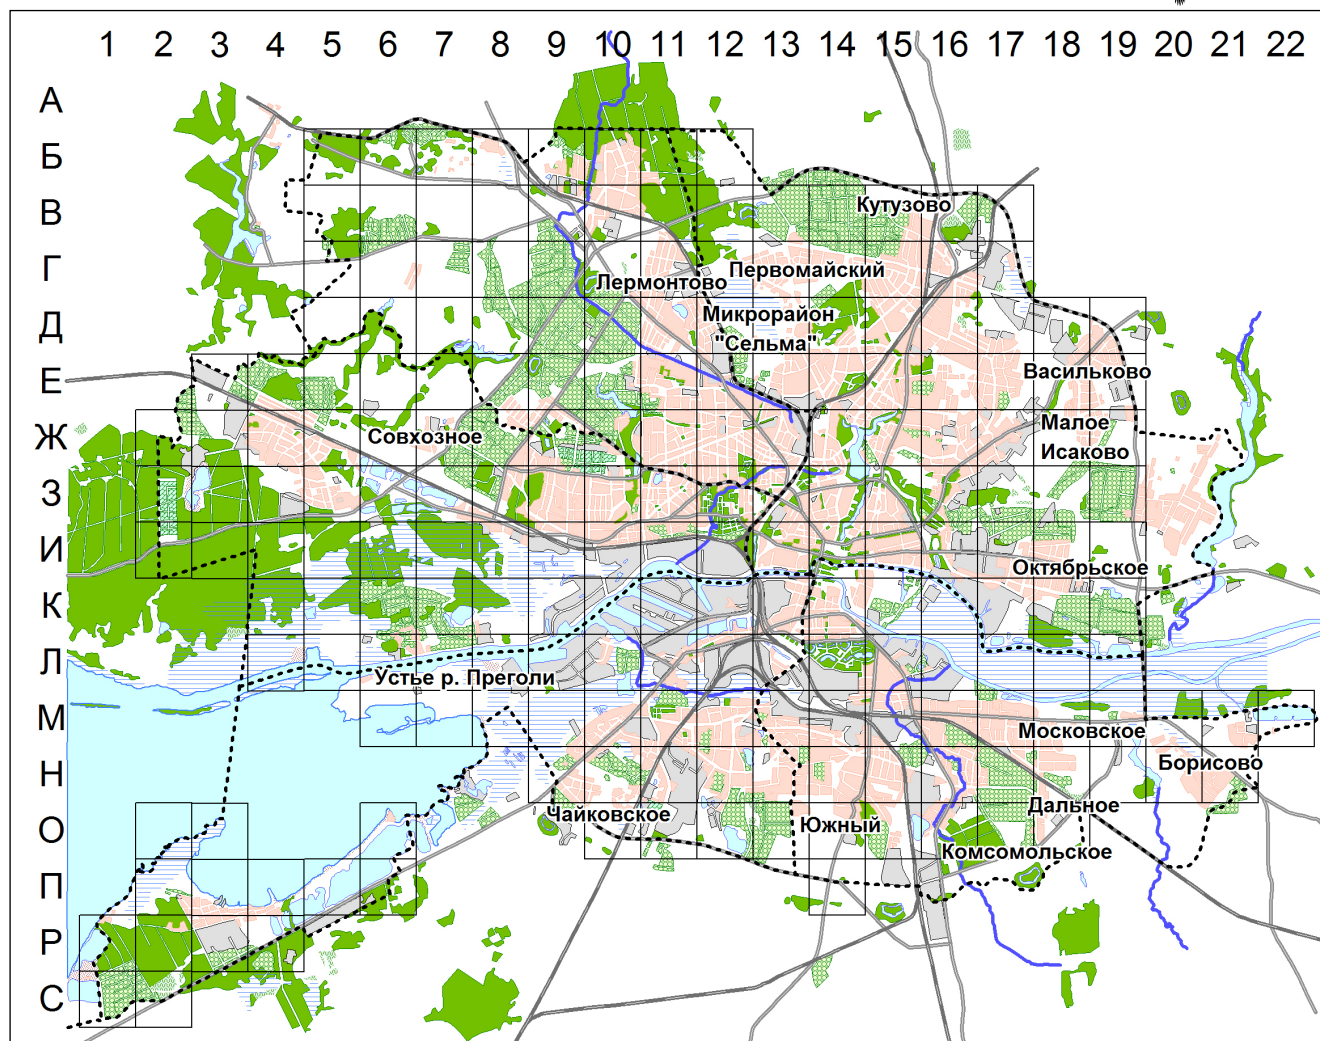 1 2 3 4 5 6 7 8 9 10 11 12 13 14 15 16 17 18 19 20 21 22
А
Б
В
Кутузово
Г
Первомайский
Лермонтово
Д
Микрорайон
"Сельма"
Е
Васильково
Ж
Совхозное
Малое
Исаково
З
И
Октябрьское
К
Л
Устье р. Преголи
М
Московское
Н
Борисово
О
Чайковское
Южный
Дальное
Комсомольское
П
Р
С